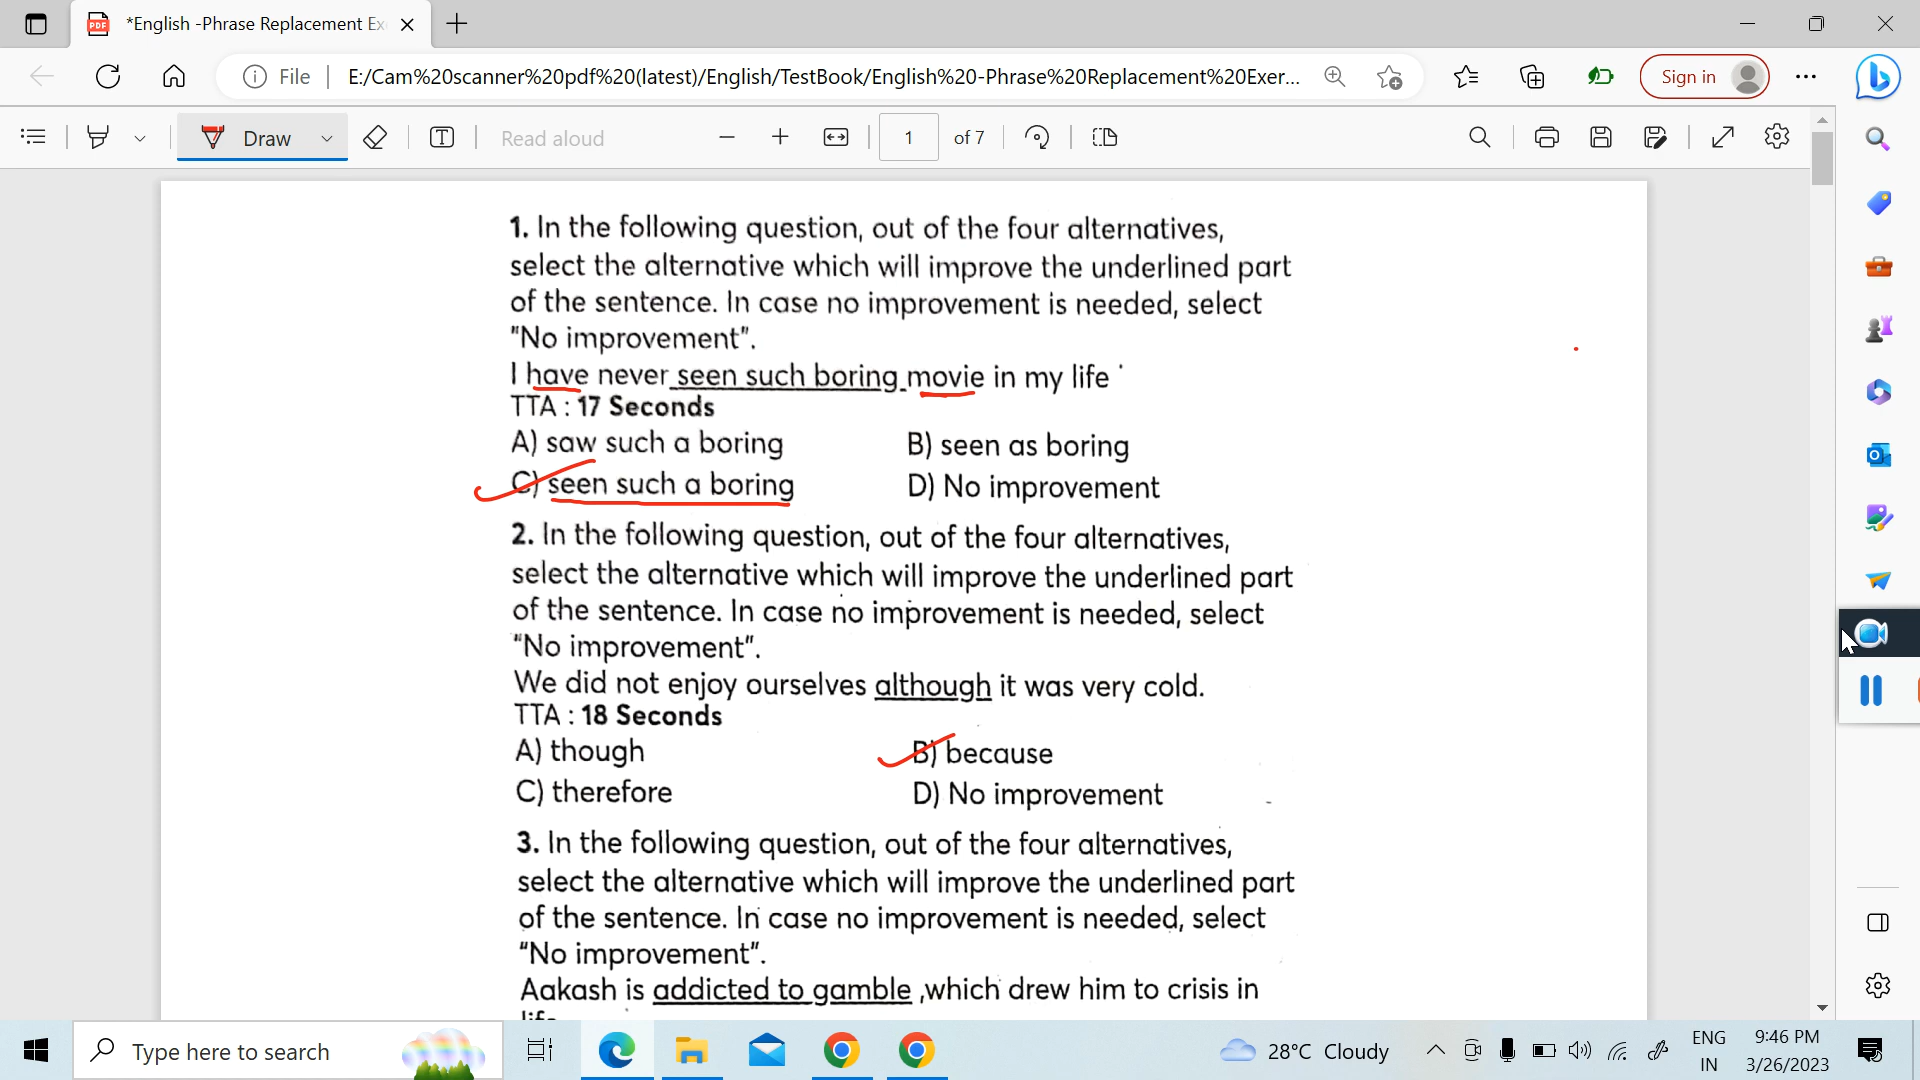 *English -Phrase Replacement Ex
File
E:/Cam%20scanner%20pdf%20(latest)/English/TestBook/English%20-Phrase%20Replacement%20Exer...
Sign in
Draw
Read aloud
1
of 7
1. In the following question, out of the four alternatives,
select the alternative which will improve the underlined part
of the sentence. In case no improvement is needed, select
"No improvement".
I have never seen such boring movie in my life
TTA : 17 Seconds
A) saw such a boring B) seen as boring
C) seen such a boring D) No improvement
2. In the following question, out of the four alternatives,
select the alternative which will improve the underlined part
of the sentence. In case no improvement is needed, select
"No improvement".
We did not enjoy ourselves although it was very cold.
TTA : 18 Seconds
A) though B) because
C) therefore D) No improvement
3. In the following question, out of the four alternatives,
select the alternative which will improve the underlined part
of the sentence. In case no improvement is needed, select
"No improvement".
Aakash is addicted to gamble ,which drew him to crisis in
Type here to search
28°C Cloudy
ENG
IN
9:46 PM
3/26/2023